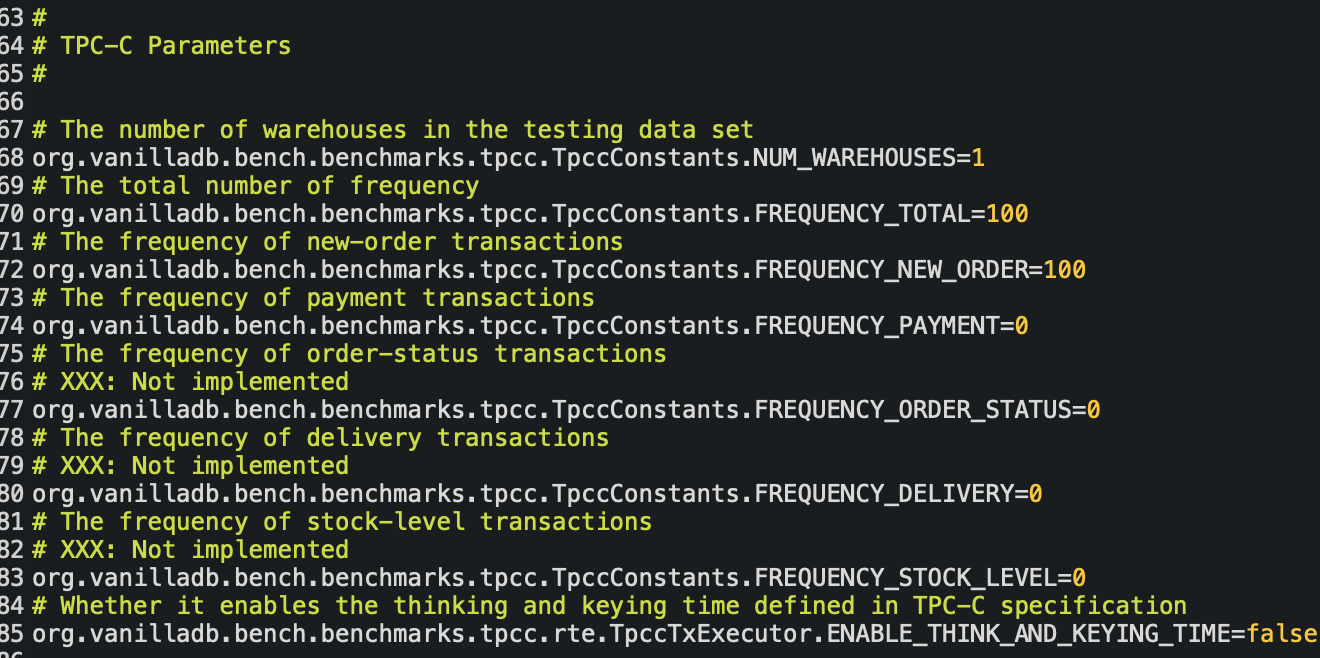 63 #
64 # TPC-C Parameters
65 #
66
67 # The number of warehouses in the testing data set
68 org.vanilladb.bench.benchmarks.tpcc.TpccConstants.NUM_WAREHOUSES=1
69 # The total number of frequency
70 org.vanilladb.bench.benchmarks.tpcc.TpccConstants.FREQUENCY_TOTAL=100
71 # The frequency of new-order transactions
72 org.vanilladb.bench.benchmarks.tpcc.TpccConstants.FREQUENCY_NEW_ORDER=100
73 # The frequency of payment transactions
74 org.vanilladb.bench.benchmarks.tpcc.TpccConstants.FREQUENCY_PAYMENT=0
75 # The frequency of order-status transactions
76 # XXX: Not implemented
77 org.vanilladb.bench.benchmarks.tpcc.TpccConstants.FREQUENCY_ORDER_STATUS=0
78 # The frequency of delivery transactions
79 # XXX: Not implemented
80 org.vanilladb.bench.benchmarks.tpcc.TpccConstants.FREQUENCY_DELIVERY=0
81 # The frequency of stock-level transactions
82 # XXX: Not implemented
83 org.vanilladb.bench.benchmarks.tpcc.TpccConstants.FREQUENCY_STOCK_LEVEL=0
84 # Whether it enables the thinking and keying time defined in TPC-C specification
85 org.vanilladb.bench.benchmarks.tpcc.rte.TpccTxExecutor.ENABLE_THINK_AND_KEYING_TIME=false